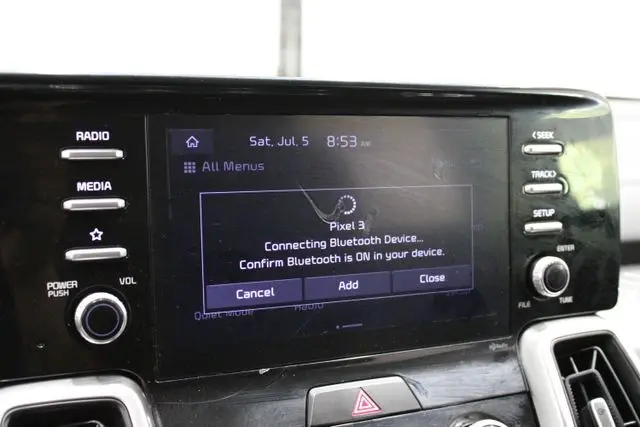 RADIO
MEDIA
POWER
PUSH
VOL
Sat, Jul, 5 8:53 AM
All Menus
Pixel 3
Connecting Bluetooth Device...
Confirm Bluetooth is ON in your device.
Cancel Add Close
Quiet Mode
Radio
<SEEK
TRACK>
SETUP
ENTER
FILE
TUNE